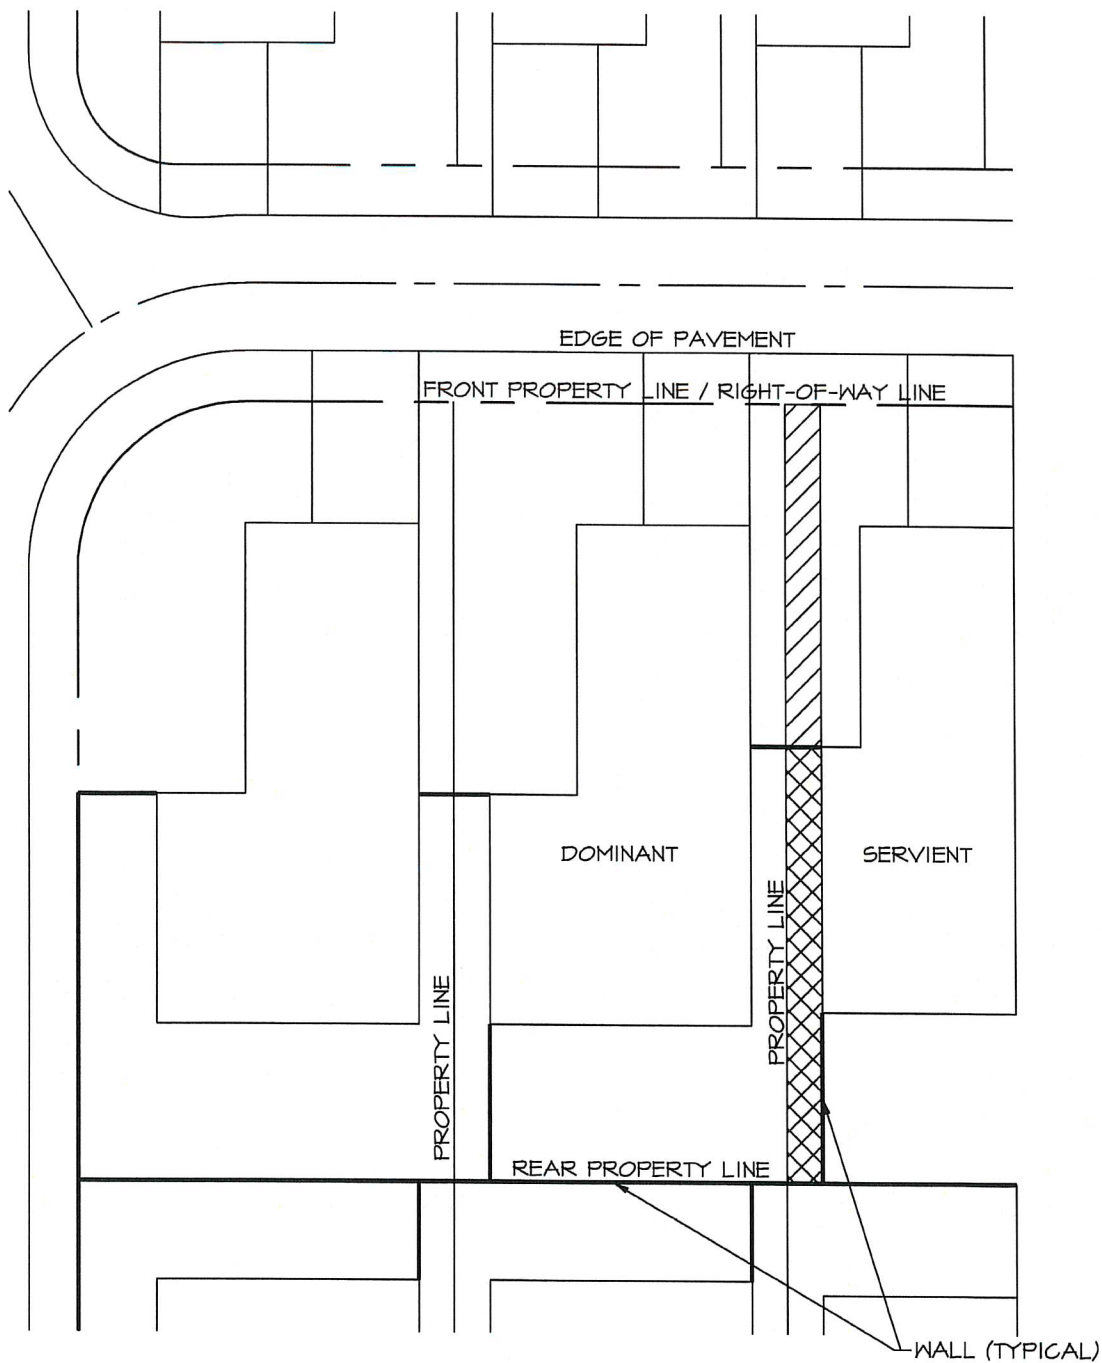 EDGE OF PAVEMENT
FRONT PROPERTY LINE / RIGHT-OF-WAY LINE
DOMINANT
SERVIENT
PROPERTY LINE
PROPERTY LINE
REAR PROPERTY LINE
WALL (TYPICAL)